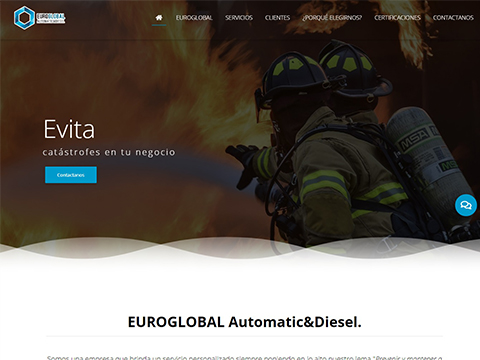 EUROGLOBAL
EUROGLOBAL SERVICIOS CLIENTES ¿PORQUÉ ELEGIRNOS? CERTIFICACIONES CONTACTANOS
Evita
catástrofes en tu negocio
Contactanos
MSA
EUROGLOBAL Automatic&Diesel.
Somos una empresa que brinda un servicio personalizado siempre poniendo en lo alto nuestro lema "Prevenir y mantener a